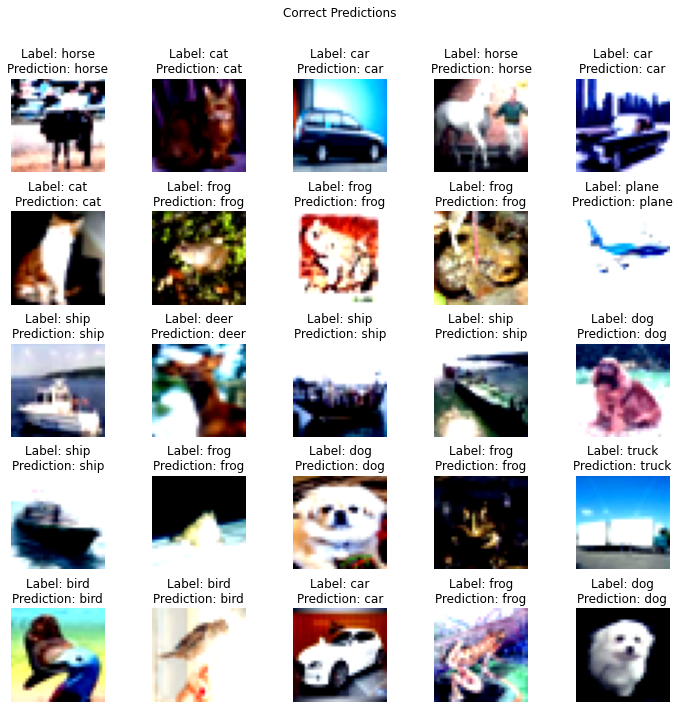 Correct Predictions
Label: horse
Prediction: horse
Label: cat
Prediction: cat
Label: car
Prediction: car
Label: horse
Prediction: horse
Label: car
Prediction: car
Label: cat
Prediction: cat
Label: frog
Prediction: frog
Label: frog
Prediction: frog
Label: frog
Prediction: frog
Label: plane
Prediction: plane
Label: ship
Prediction: ship
Label: deer
Prediction: deer
Label: ship
Prediction: ship
Label: ship
Prediction: ship
Label: dog
Prediction: dog
Label: ship
Prediction: ship
Label: frog
Prediction: frog
Label: dog
Prediction: dog
Label: frog
Prediction: frog
Label: truck
Prediction: truck
Label: bird
Prediction: bird
Label: bird
Prediction: bird
Label: car
Prediction: car
Label: frog
Prediction: frog
Label: dog
Prediction: dog